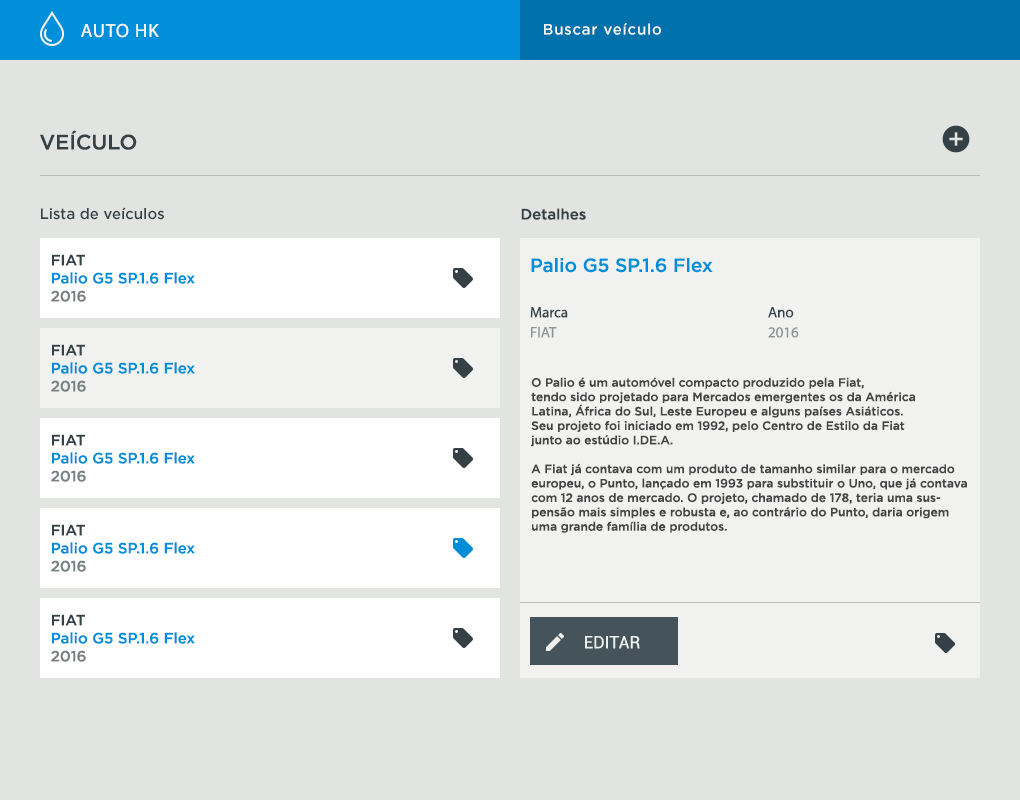 AUTO HK
Buscar veículo
VEÍCULO
Lista de veículos
FIAT
Palio G5 SP.1.6 Flex
2016
FIAT
Palio G5 SP.1.6 Flex
2016
FIAT
Palio G5 SP.1.6 Flex
2016
FIAT
Palio G5 SP.1.6 Flex
2016
FIAT
Palio G5 SP.1.6 Flex
2016
Detalhes
Palio G5 SP.1.6 Flex
Marca
FIAT
Ano
2016
O Palio é um automóvel compacto produzido pela Fiat,
tendo sido projetado para Mercados emergentes os da América
Latina, África do Sul, Leste Europeu e alguns países Asiáticos.
Seu projeto foi iniciado em 1992, pelo Centro de Estilo da Fiat
junto ao estúdio I.DE.A.
A Fiat já contava com um produto de tamanho similar para o mercado
europeu, o Punto, lançado em 1993 para substituir o Uno, que já contava
com 12 anos de mercado. O projeto, chamado de 178, teria uma sus-
pensão mais simples e robusta e, ao contrário do Punto, daria origem
uma grande família de produtos.
EDITAR